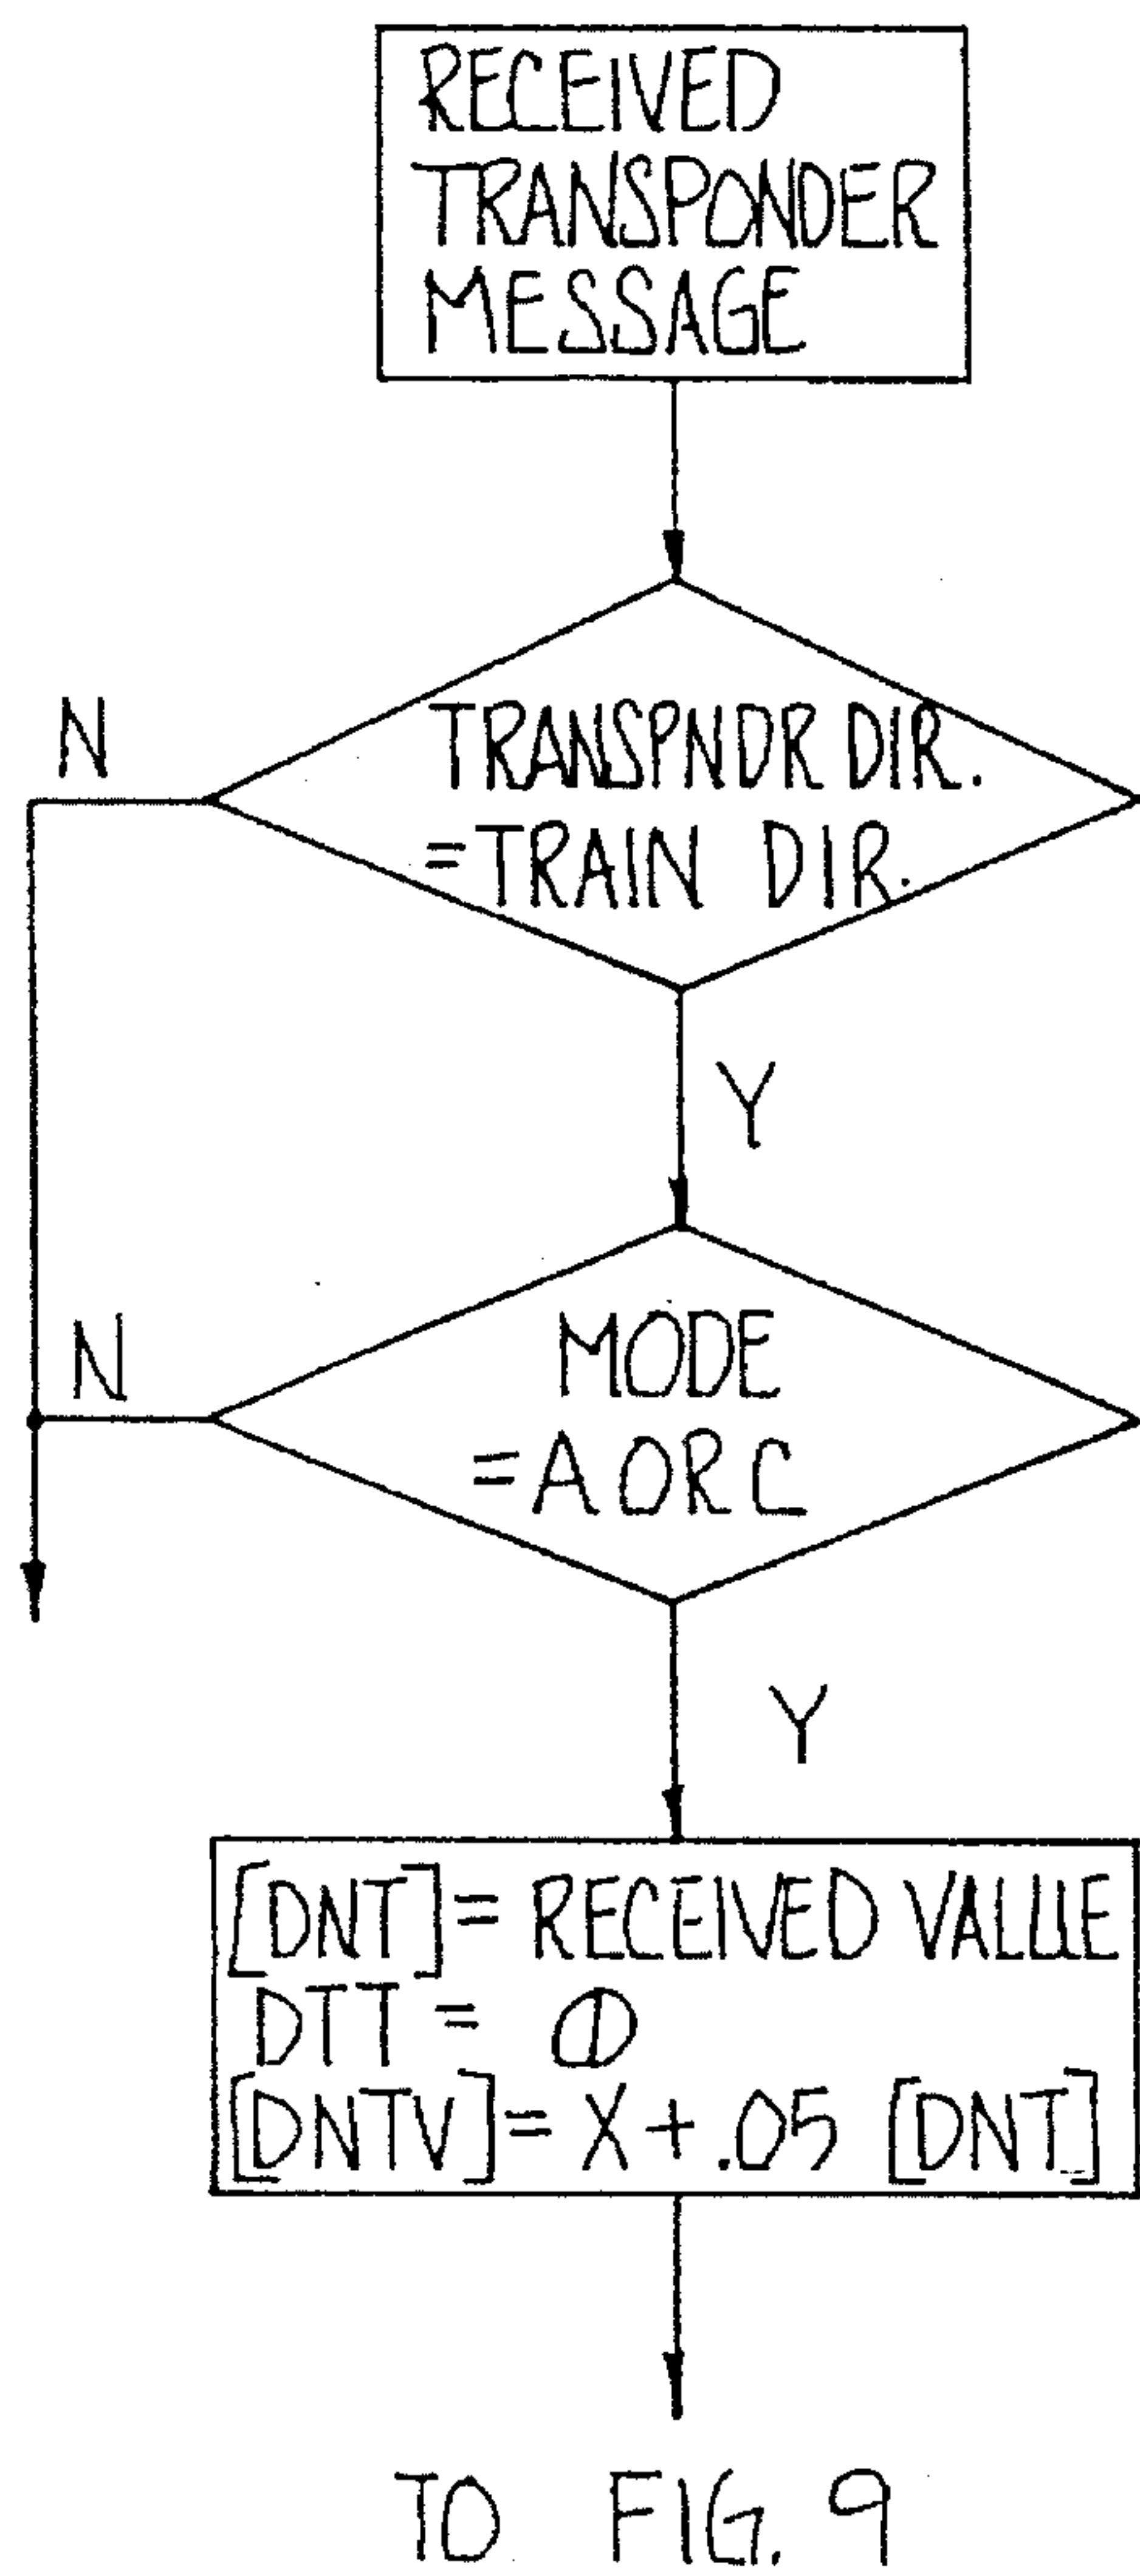 RECEIVED
TRANSPONDER
MESSAGE
N
TRANSPNDR DIR.
=TRAIN DIR.
Y
N
MODE
=A OR C
Y
[DNT]= RECEIVED VALUE
DTT = Ø
[DNTV]= X + .05 [DNT]
TO FIG. 9